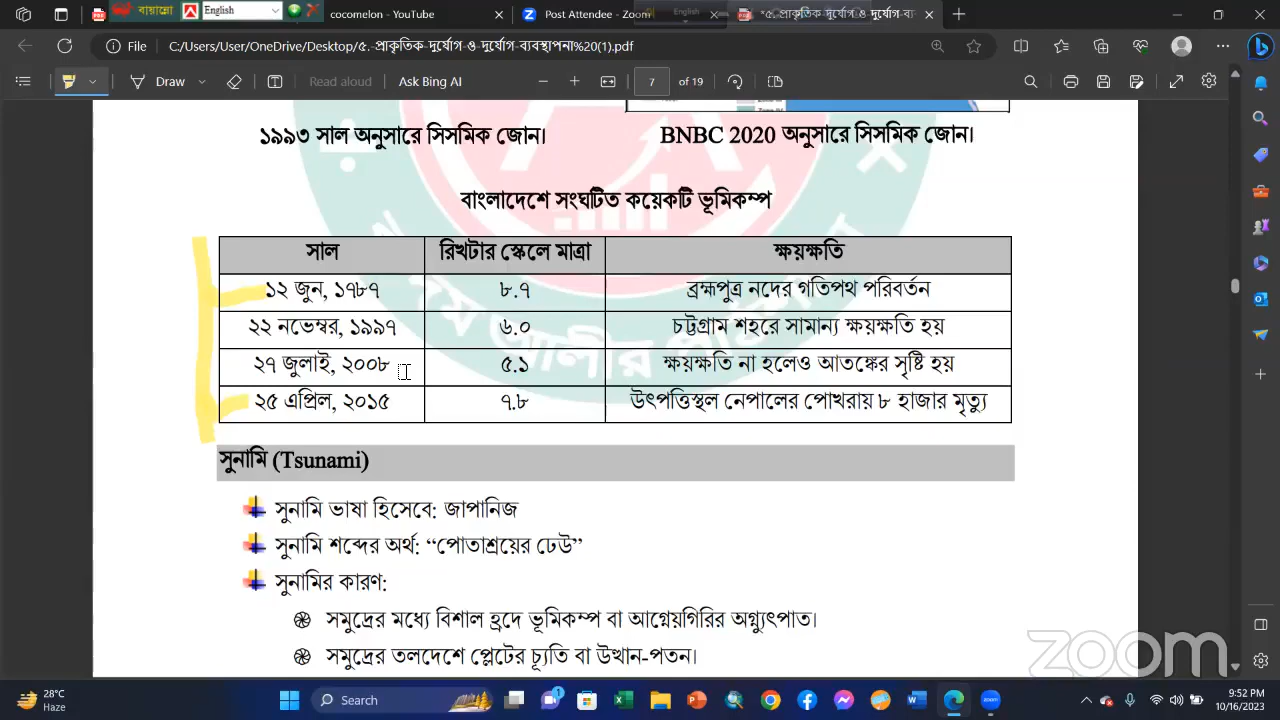 বায়ান্নো
English
cocomelon - YouTube
Post Attendee - Zoom
৫. প্রাকৃতিক দুর্যোগ ও দুর্যোগ-ব্য
File
C:/Users/User/OneDrive/Desktop/৫.-প্রাকৃতিক-দুর্যোগ-ও-দুর্যোগ-ব্যবস্থাপনা%20(1).pdf
Draw
Read aloud
Ask Bing AI
7 of 19
১৯৯৩ সাল অনুসারে সিসমিক জোন।
BNBC 2020 অনুসারে সিসমিক জোন।
বাংলাদেশে সংঘটিত কয়েকটি ভূমিকম্প
সাল রিখটার স্কেলে মাত্রা ক্ষয়ক্ষতি
১২ জুন, ১৭৮৭ ৮.৭ ব্রহ্মপুত্র নদের গতিপথ পরিবর্তন
২২ নভেম্বর, ১৯৯৭ ৬.০ চট্টগ্রাম শহরে সামান্য ক্ষয়ক্ষতি হয়
২৭ জুলাই, ২০০৮ ৫.১ ক্ষয়ক্ষতি না হলেও আতঙ্কের সৃষ্টি হয়
২৫ এপ্রিল, ২০১৫ ৭.৮ উৎপত্তিস্থল নেপালের পোখরায় ৮ হাজার মৃত্যু
সুনামি (Tsunami)
সুনামি ভাষা হিসেবে: জাপানিজ
সুনামি শব্দের অর্থ: “পোতাশ্রয়ের ঢেউ”
সুনামির কারণ:
সমুদ্রের মধ্যে বিশাল হ্রদে ভূমিকম্প বা আগ্নেয়গিরির অগ্ন্যুৎপাত।
সমুদ্রের তলদেশে প্লেটের চ্যুতি বা উত্থান-পতন।
zoom
28°C
Haze
Search
9:52 PM
10/16/2023